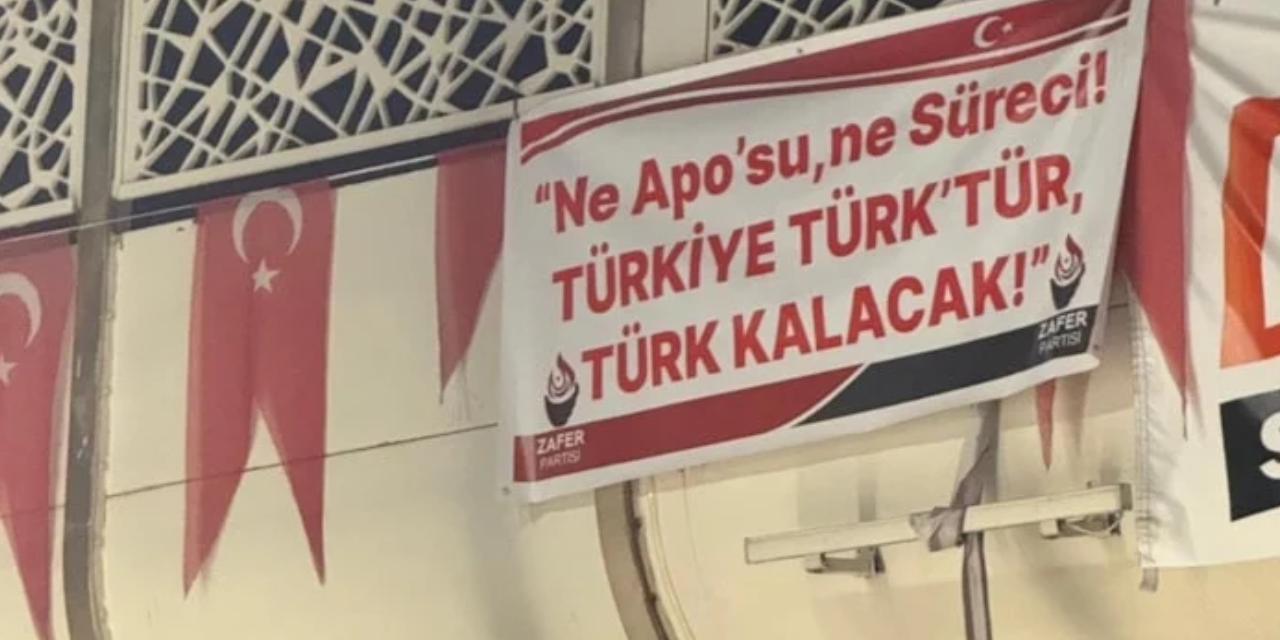 “Ne Apo’su, ne Süreci!
TÜRKİYE TÜRK’TÜR,
TÜRK KALACAK!”
ZAFER
PARTİSİ
ZAFER
PARTİSİ
S